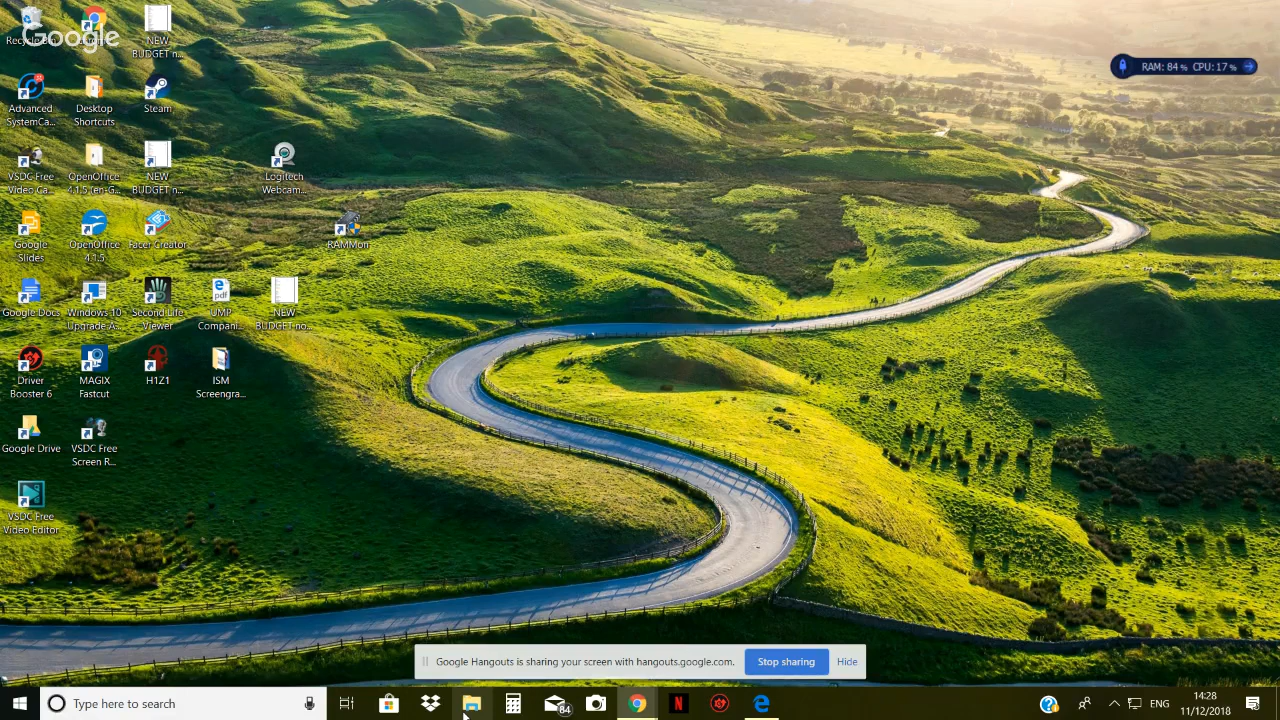 Google
Recycle Bin
NEW
BUDGET n...
RAM: 84% CPU: 17%
Advanced
SystemCa...
Desktop
Shortcuts
Steam
VSDC Free
Video Ca...
OpenOffice
4.1.5 (en-G...
NEW
BUDGET n...
Logitech
Webcam...
Google
Slides
OpenOffice
4.1.5
Facer Creator
RAMMon
Google Docs
Windows 10
Upgrade A...
Second Life
Viewer
pdf
UMP
Compani...
NEW
BUDGET no...
Driver
Booster 6
MAGIX
Fastcut
H1Z1
ISM
Screengra...
Google Drive
VSDC Free
Screen R...
VSDC Free
Video Editor
Google Hangouts is sharing your screen with hangouts.google.com.
Stop sharing
Hide
Type here to search
84
N
ENG
14:28
11/12/2018